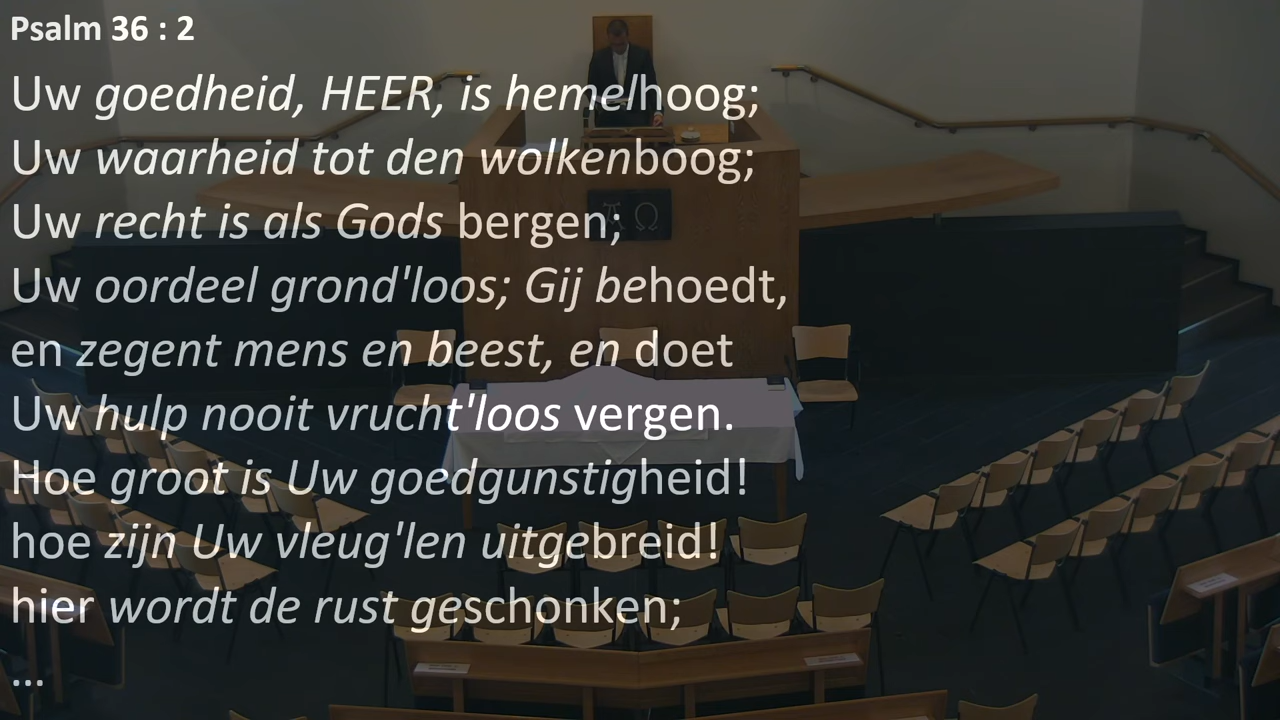 Psalm 36 : 2
Uw goedheid, HEER, is hemelhoog;
Uw waarheid tot den wolkenboog;
Uw recht is als Gods bergen;
Uw oordeel grond'loos; Gij behoedt,
en zegent mens en beest, en doet
Uw hulp nooit vrucht'loos vergen.
Hoe groot is Uw goedgunstigheid!
hoe zijn Uw vleug'len uitgebreid!
hier wordt de rust geschonken;
...